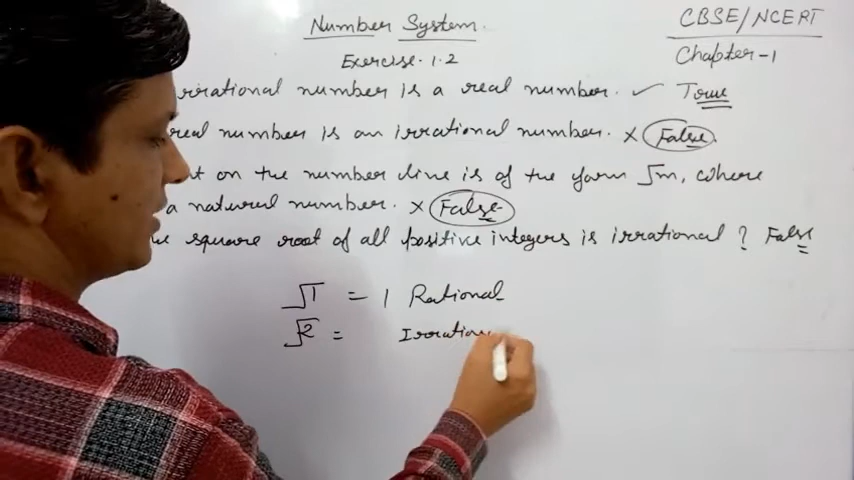 Number System.
CBSE/NCERT
Exercise. 1.2
Chapter-1
irrational number is a real number. ✓ True
real number is an irrational number. × False.
on the number line is of the form √m, where
a natural number. × False
square root of all positive integers is irrational ? False
√1 = 1 Rational
√2 = Irration